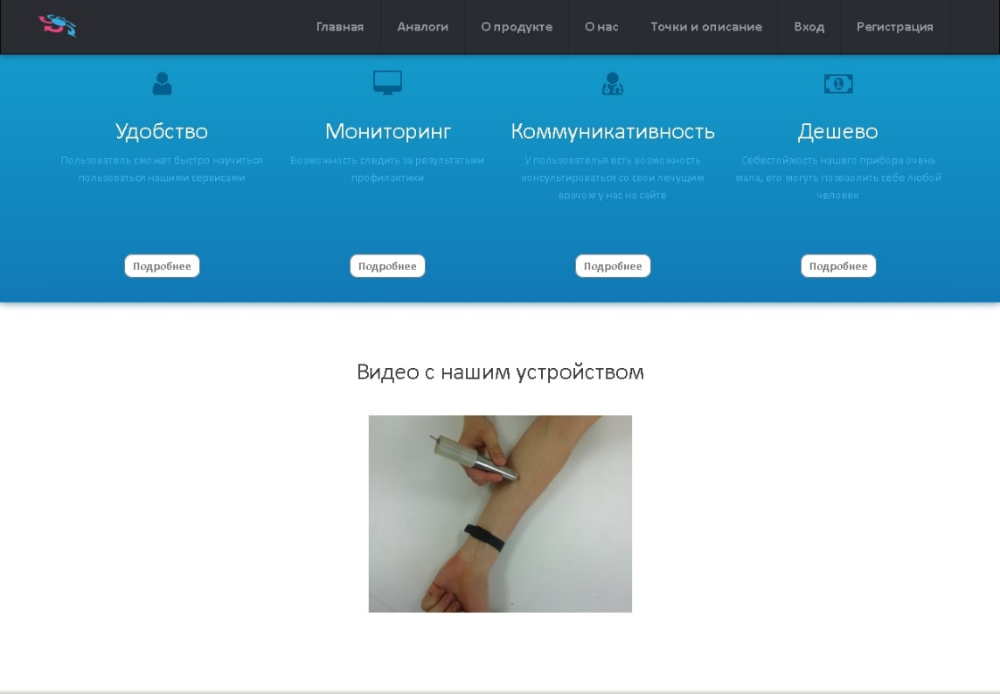 Главная Аналоги О продукте О нас Точки и описание Вход Регистрация
Удобство Мониторинг Коммуникативность Дешево
Пользователь сможет быстро научиться Возможность следить за результатами У пользователья есть возможность Себестоймость нашего прибора очень
пользоваться нашими сервисами профилактики консультироваться со свои лечущим мала, его могуть позваолить себе любой
врачом у нас на сайте человек
Подробнее Подробнее Подробнее Подробнее
Видео с нашим устройством